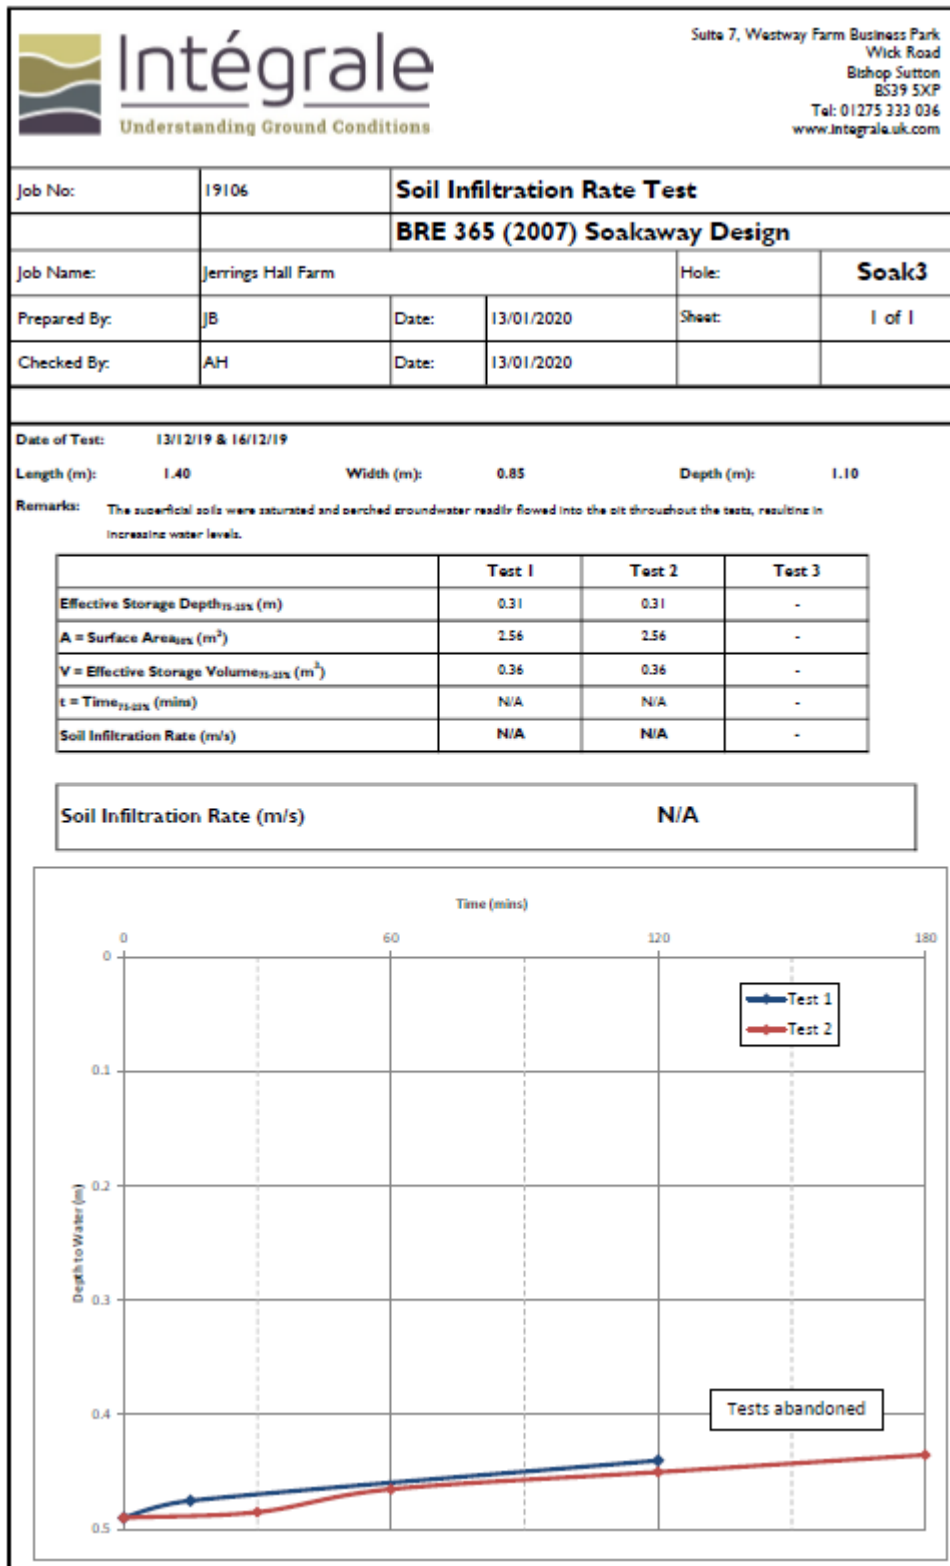 Intégrale
Understanding Ground Conditions
Suite 7, Westway Farm Business Park
Wick Road
Bishop Sutton
BS39 5XP
Tel: 01275 333 036
www.integrale.uk.com
Job No: 19106 Soil Infiltration Rate Test
BRE 365 (2007) Soakaway Design
Job Name: Jerrings Hall Farm Hole: Soak3
Prepared By: JB Date: 13/01/2020 Sheet: 1 of 1
Checked By: AH Date: 13/01/2020
Date of Test: 13/12/19 & 16/12/19
Length (m): 1.40 Width (m): 0.85 Depth (m): 1.10
Remarks: The superficial soils were saturated and perched groundwater readily flowed into the pit throughout the tests, resulting in
increasing water levels.
Test 1 Test 2 Test 3
Effective Storage Depth75-25% (m) 0.31 0.31 -
A = Surface Area50% (m²) 2.56 2.56 -
V = Effective Storage Volume75-25% (m³) 0.36 0.36 -
t = Time75-25% (mins) N/A N/A -
Soil Infiltration Rate (m/s) N/A N/A -
Soil Infiltration Rate (m/s) N/A
Time (mins)
0 60 120 180
0
Test 1
Test 2
0.1
0.2
Depth to Water (m)
0.3
0.4
Tests abandoned
0.5